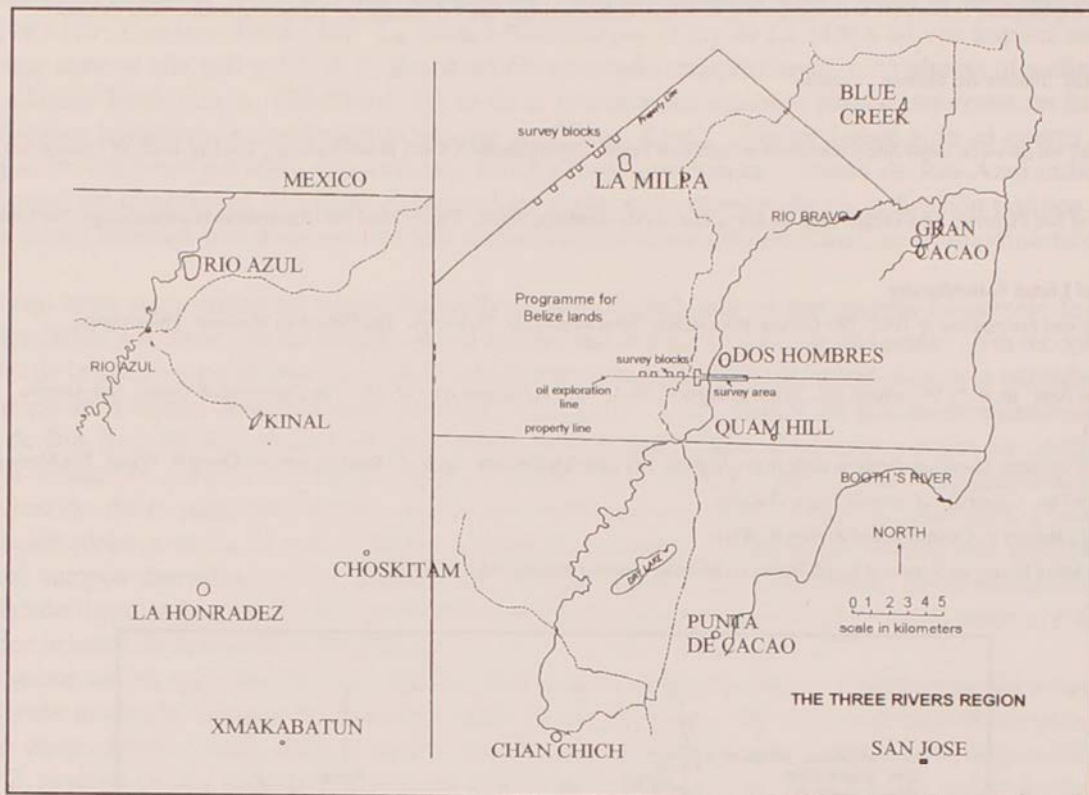 BLUE
CREEK
survey blocks
Property Line
LA MILPA
MEXICO
RIO BRAVO
GRAN
CACAO
RIO AZUL
Programme for
Belize lands
DOS HOMBRES
survey blocks
RIO AZUL
oil exploration
line
survey area
KINAL
property line
QUAM HILL
BOOTH 'S RIVER
NORTH
CHOSKITAM
DRY LAKE
LA HONRADEZ
0 1 2 3 4 5
scale in kilometers
PUNTA
DE CACAO
THE THREE RIVERS REGION
XMAKABATUN
CHAN CHICH
SAN JOSE